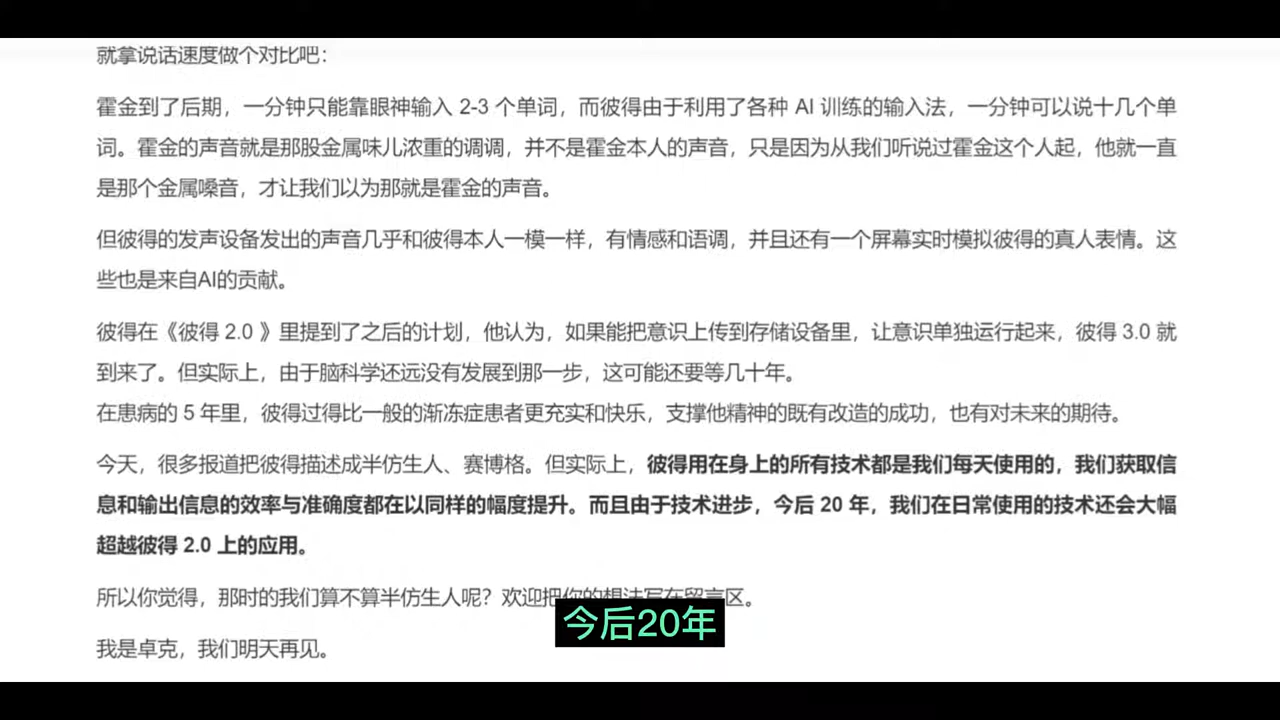 就拿说话速度做个对比吧：
霍金到了后期，一分钟只能靠眼神输入 2-3 个单词，而彼得由于利用了各种 AI 训练的输入法，一分钟可以说十几个单
词。霍金的声音就是那股金属味儿浓重的调调，并不是霍金本人的声音，只是因为从我们听说过霍金这个人起，他就一直
是那个金属嗓音，才让我们以为那就是霍金的声音。
但彼得的发声设备发出的声音几乎和彼得本人一模一样，有情感和语调，并且还有一个屏幕实时模拟彼得的真人表情。这
些也是来自AI的贡献。
彼得在《彼得 2.0 》里提到了之后的计划，他认为，如果能把意识上传到存储设备里，让意识单独运行起来，彼得 3.0 就
到来了。但实际上，由于脑科学还远没有发展到那一步，这可能还要等几十年。
在患病的 5 年里，彼得过得比一般的渐冻症患者更充实和快乐，支撑他精神的既有改造的成功，也有对未来的期待。
今天，很多报道把彼得描述成半仿生人、赛博格。但实际上，彼得用在身上的所有技术都是我们每天使用的，我们获取信
息和输出信息的效率与准确度都在以同样的幅度提升。而且由于技术进步，今后 20 年，我们在日常使用的技术还会大幅
超越彼得 2.0 上的应用。
所以你觉得，那时的我们算不算半仿生人呢？欢迎把你的想法写在留言区。
今后20年
我是卓克，我们明天再见。